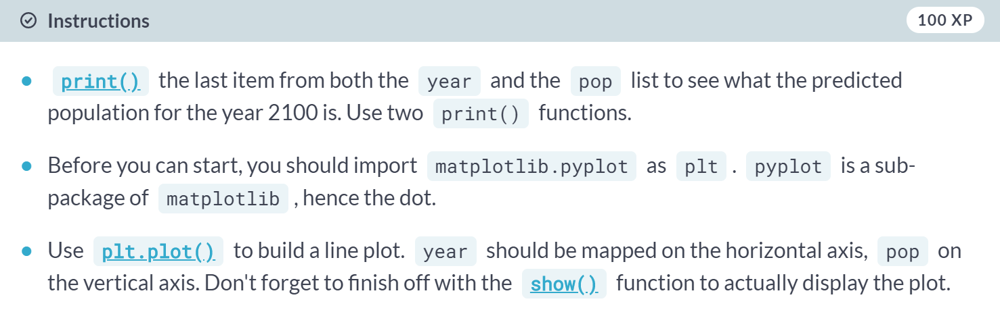 Instructions
100 XP
print() the last item from both the year and the pop list to see what the predicted
population for the year 2100 is. Use two print() functions.
Before you can start, you should import matplotlib.pyplot as plt . pyplot is a sub-
package of matplotlib , hence the dot.
Use plt.plot() to build a line plot. year should be mapped on the horizontal axis, pop on
the vertical axis. Don't forget to finish off with the show() function to actually display the plot.